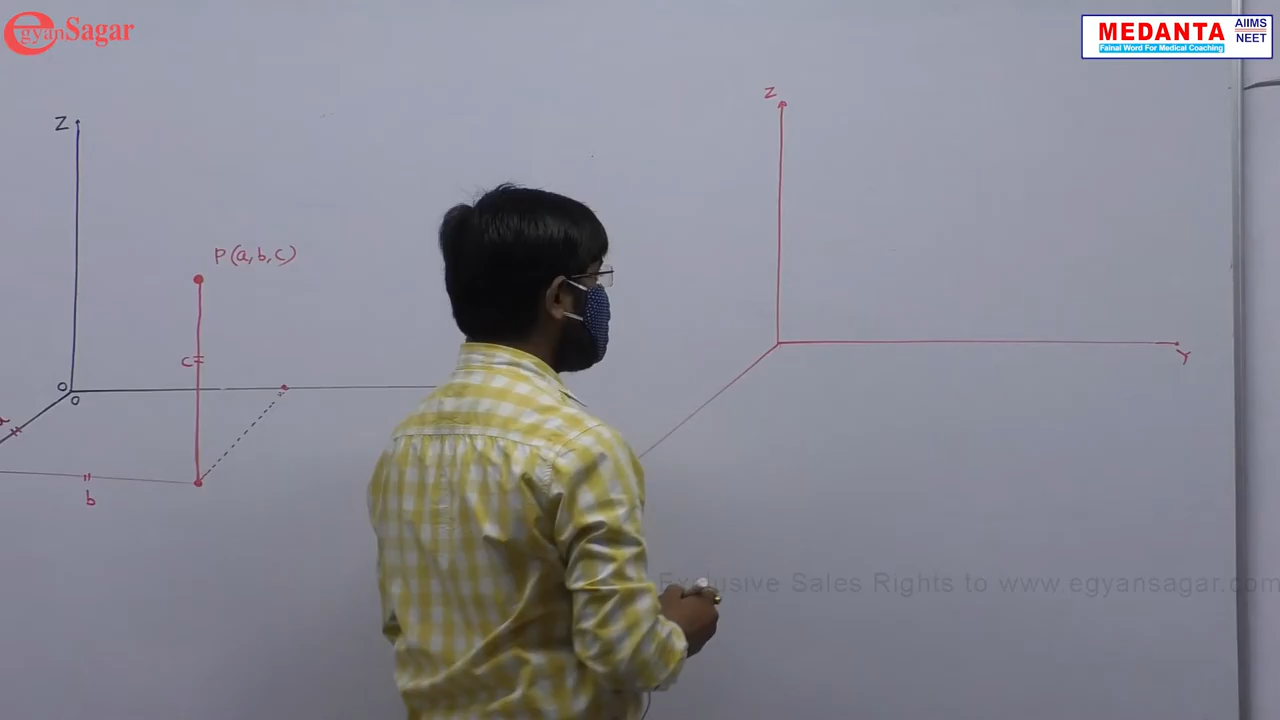 egyanSagar
MEDANTA
AIIMS
NEET
Fainal Word For Medical Coaching
Z
P(a,b,c)
c
O
O
a
b
Z
Y
Exclusive Sales Rights to www.egyansagar.com